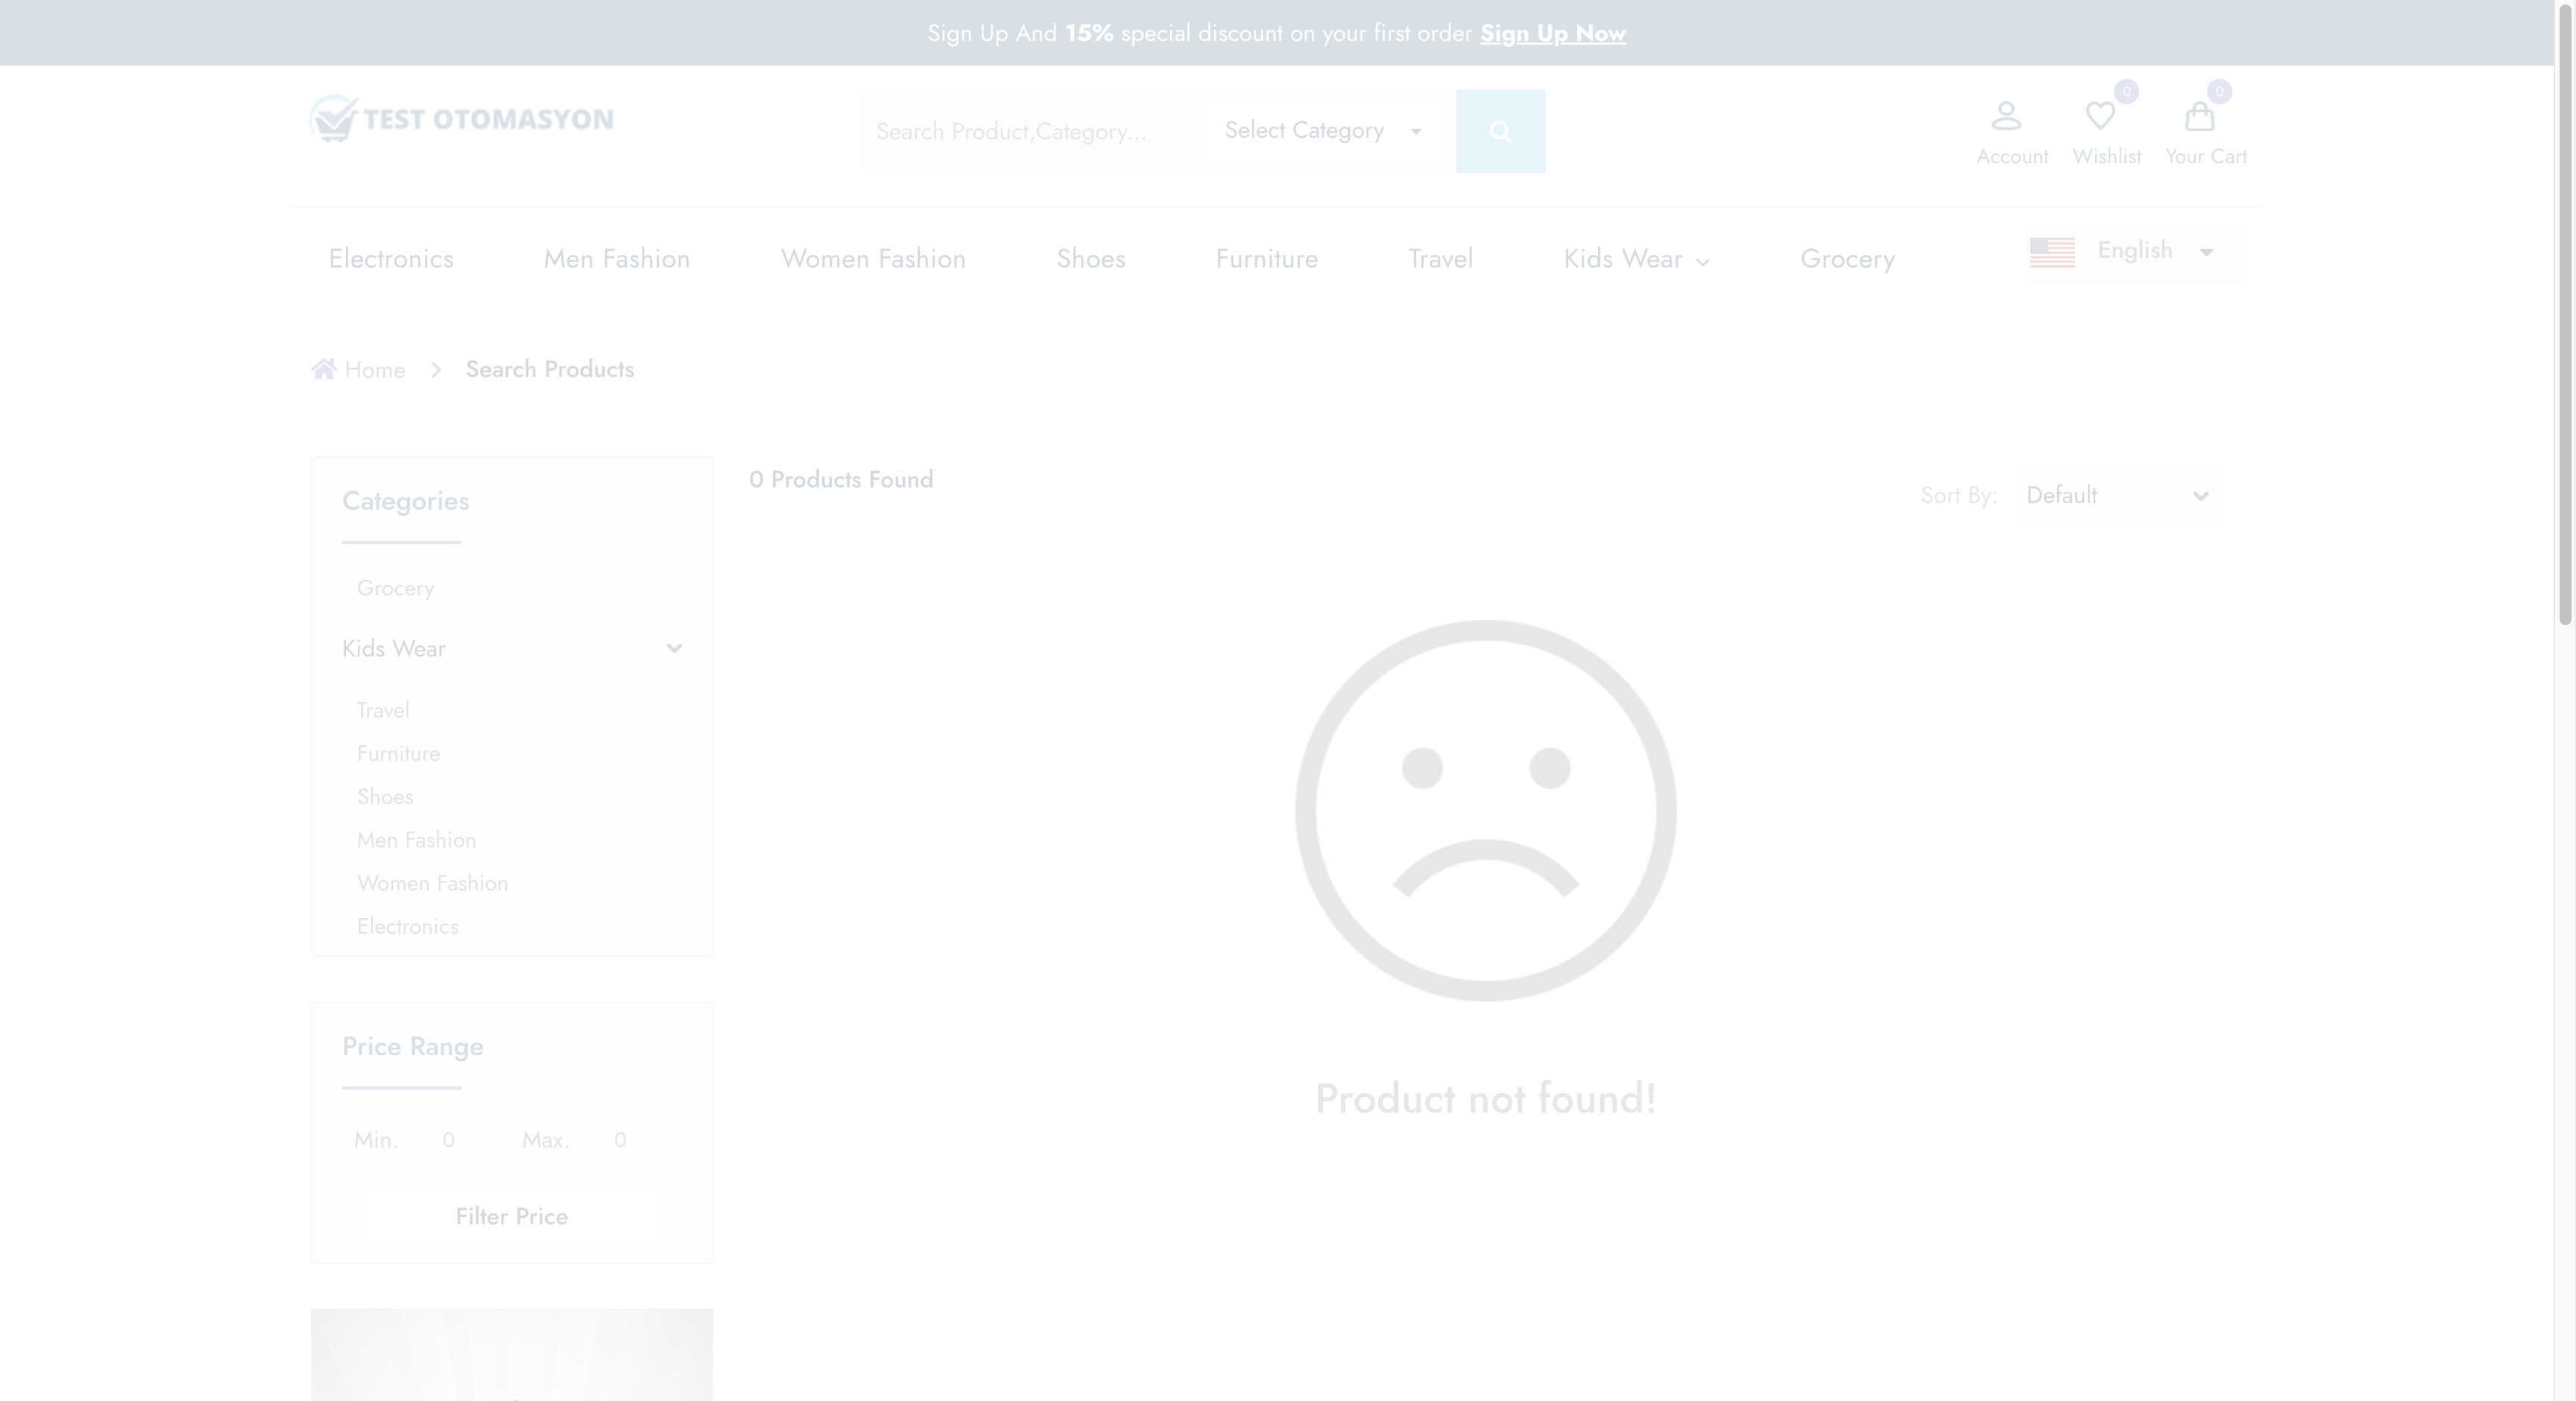 Sign Up And 15% special discount on your first order Sign Up Now
TEST OTOMASYON
Search Product,Category...
Select Category
0
0
Account
Wishlist
Your Cart
Electronics
Men Fashion
Women Fashion
Shoes
Furniture
Travel
Kids Wear
Grocery
English
Home
Search Products
Categories
Grocery
Kids Wear
Travel
Furniture
Shoes
Men Fashion
Women Fashion
Electronics
0 Products Found
Sort By:
Default
Product not found!
Price Range
Min.
0
Max.
0
Filter Price